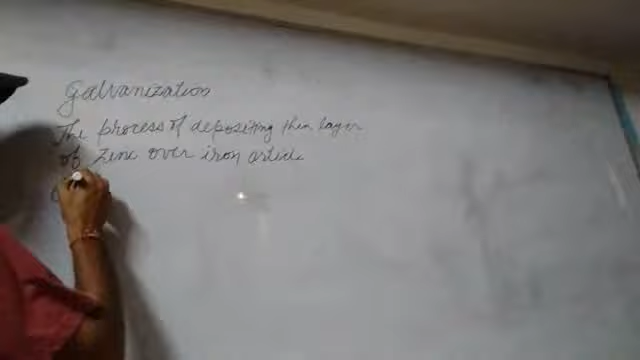 Galvanization
The process of depositing thin layer
of zinc over iron article